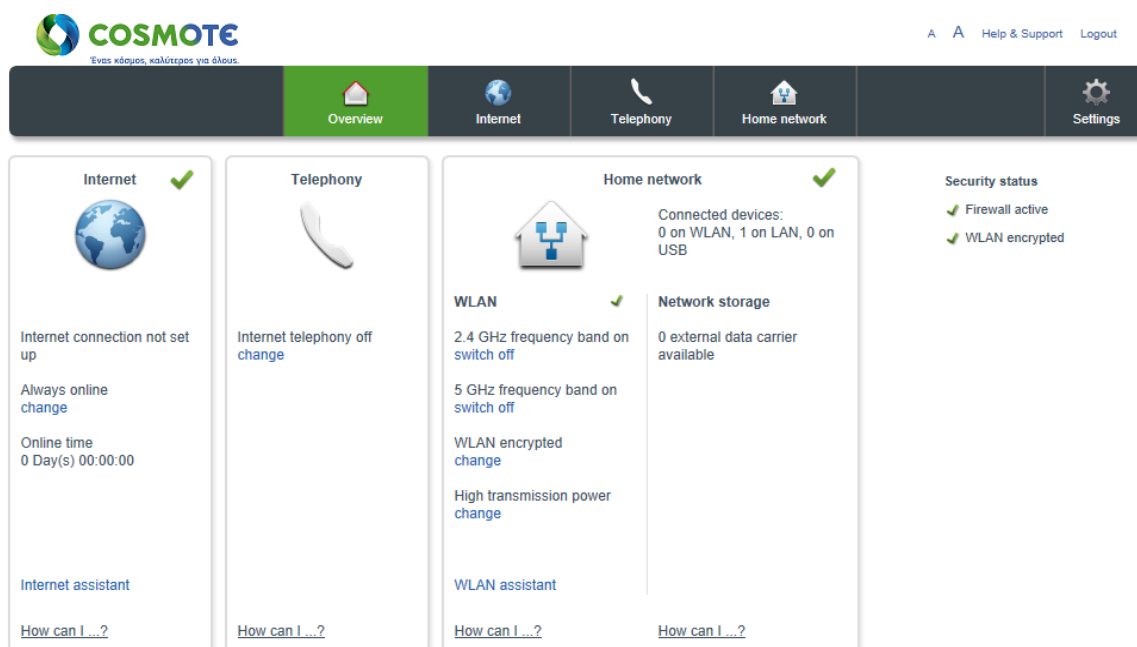 COSMOTE
Ένας κόσμος, καλύτερος για όλους.
A A Help & Support Logout
Overview
Internet
Telephony
Home network
Settings
Internet
Internet connection not set
up
Always online
change
Online time
0 Day(s) 00:00:00
Internet assistant
How can I ...?
Telephony
Internet telephony off
change
How can I ...?
Home network
Connected devices:
0 on WLAN, 1 on LAN, 0 on
USB
WLAN
2.4 GHz frequency band on
switch off
5 GHz frequency band on
switch off
WLAN encrypted
change
High transmission power
change
WLAN assistant
How can I ...?
Network storage
0 external data carrier
available
How can I ...?
Security status
Firewall active
WLAN encrypted